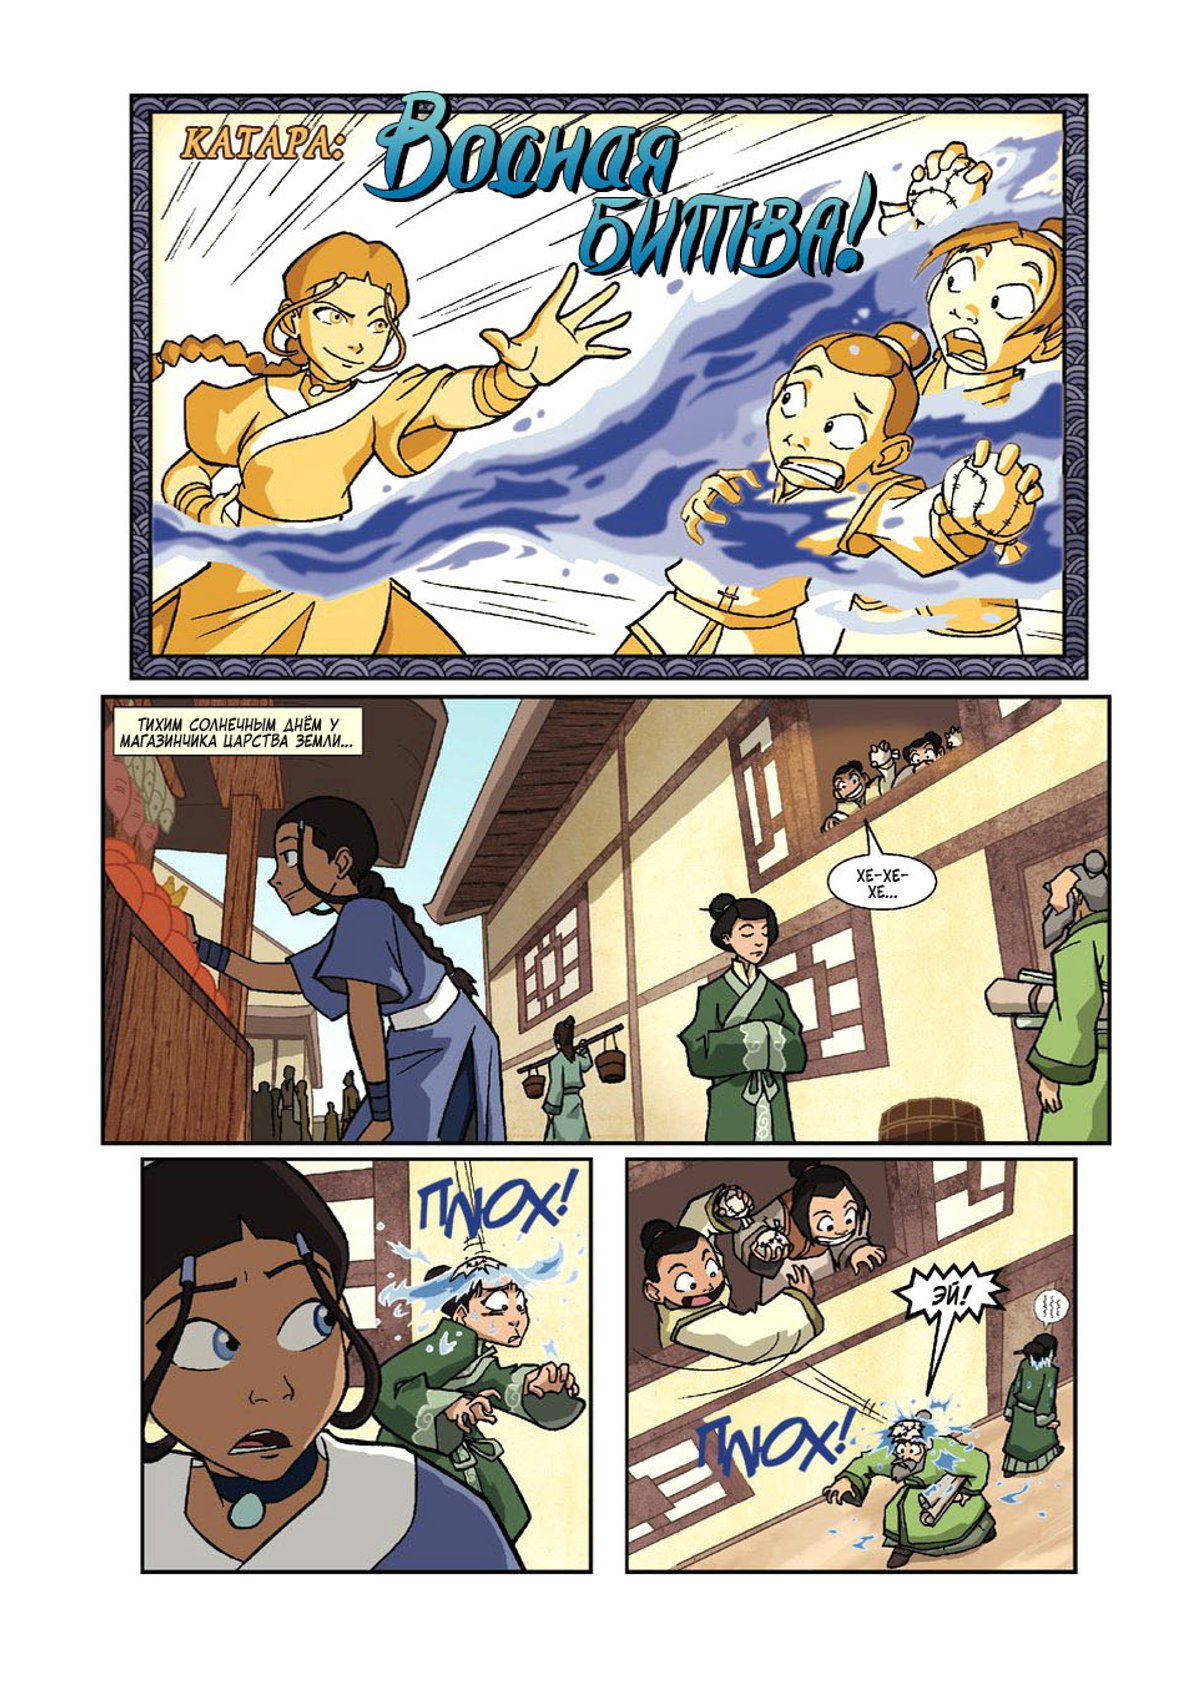 КАТАРА: Водная
битва!
ТИХИМ СОЛНЕЧНЫМ ДНЁМ У
МАГАЗИНЧИКА ЦАРСТВА ЗЕМЛИ...
ХЕ-ХЕ-
ХЕ...
ПЛЮХ!
ЭЙ!
ПЛЮХ!